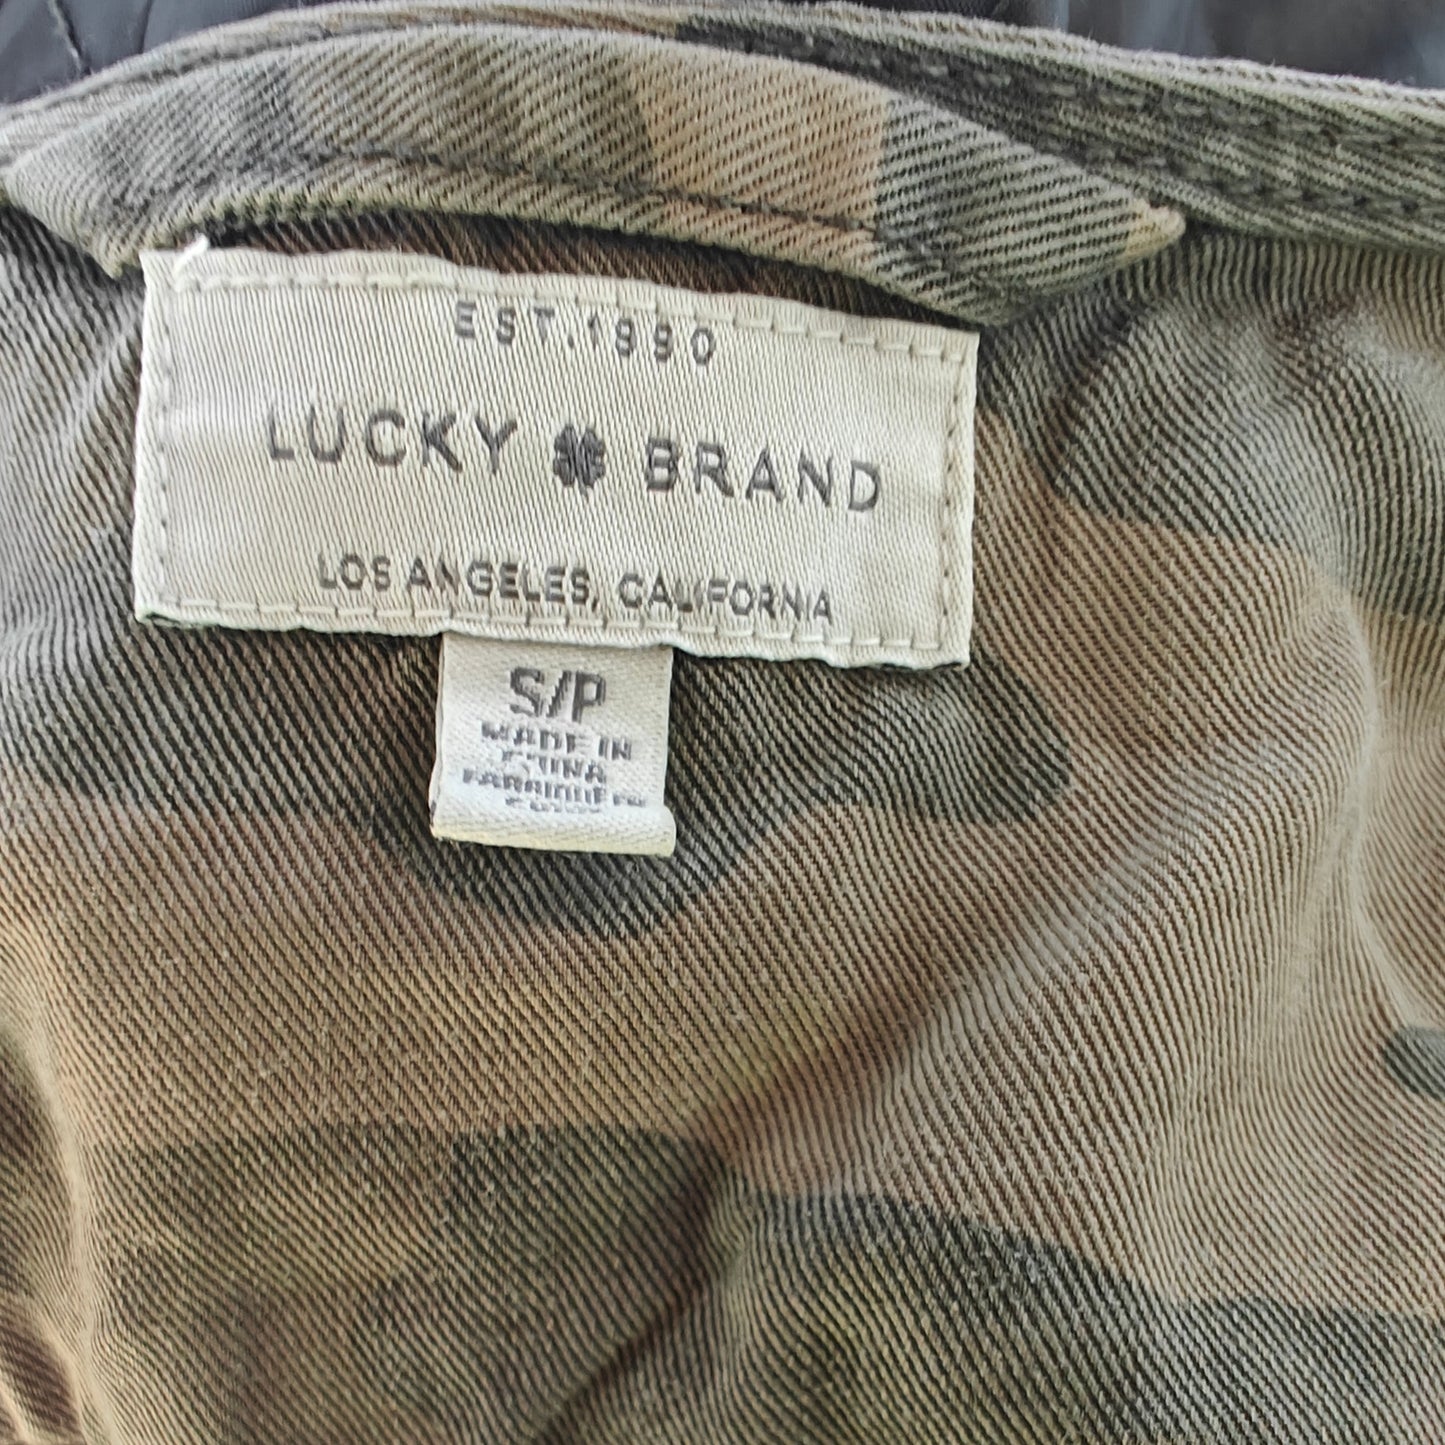 EST. 1990
LUCKY BRAND
LOS ANGELES, CALIFORNIA
S/P
MADE IN
CHINA